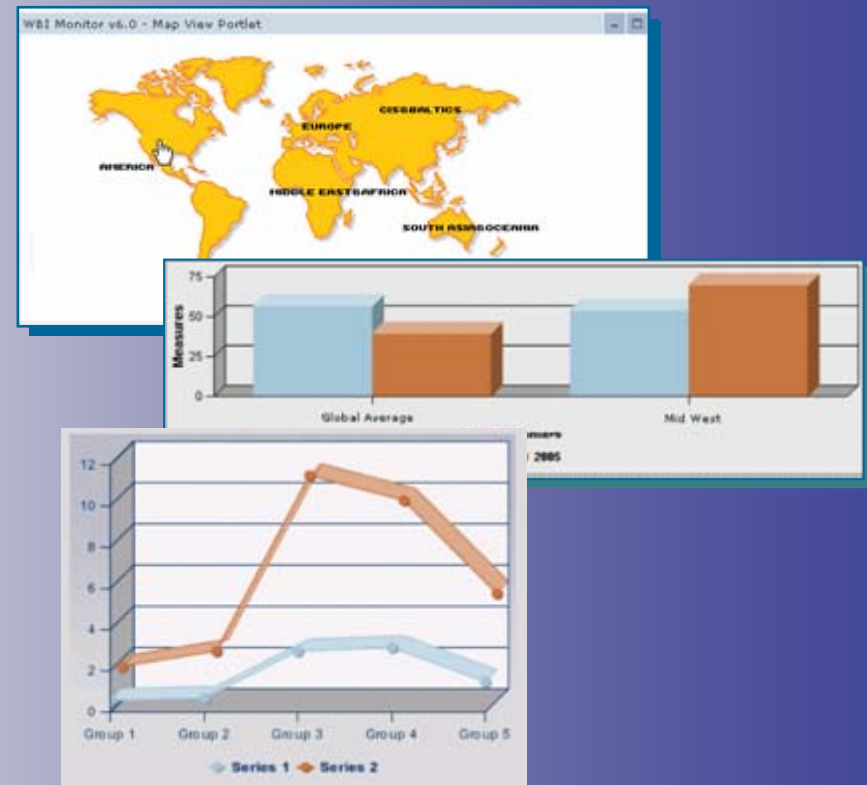 WBI Monitor v6.0 - Map View Portlet
CIS&BALTICS
EUROPE
AMERICA
MIDDLE EAST&AFRICA
SOUTH ASIA&OCEANIA
75
50
25
0
Measures
Global Average
Mid West
2005
12
10
8
6
4
2
0
Group 1
Group 2
Group 3
Group 4
Group 5
Series 1
Series 2